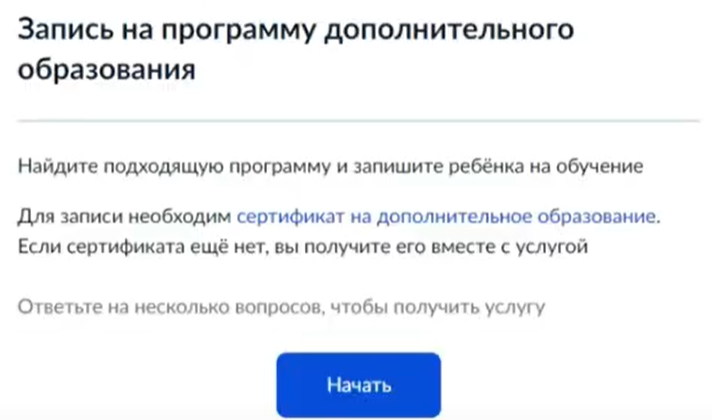 Запись на программу дополнительного
образования
Найдите подходящую программу и запишите ребёнка на обучение
Для записи необходим сертификат на дополнительное образование.
Если сертификата ещё нет, вы получите его вместе с услугой
Ответьте на несколько вопросов, чтобы получить услугу
Начать